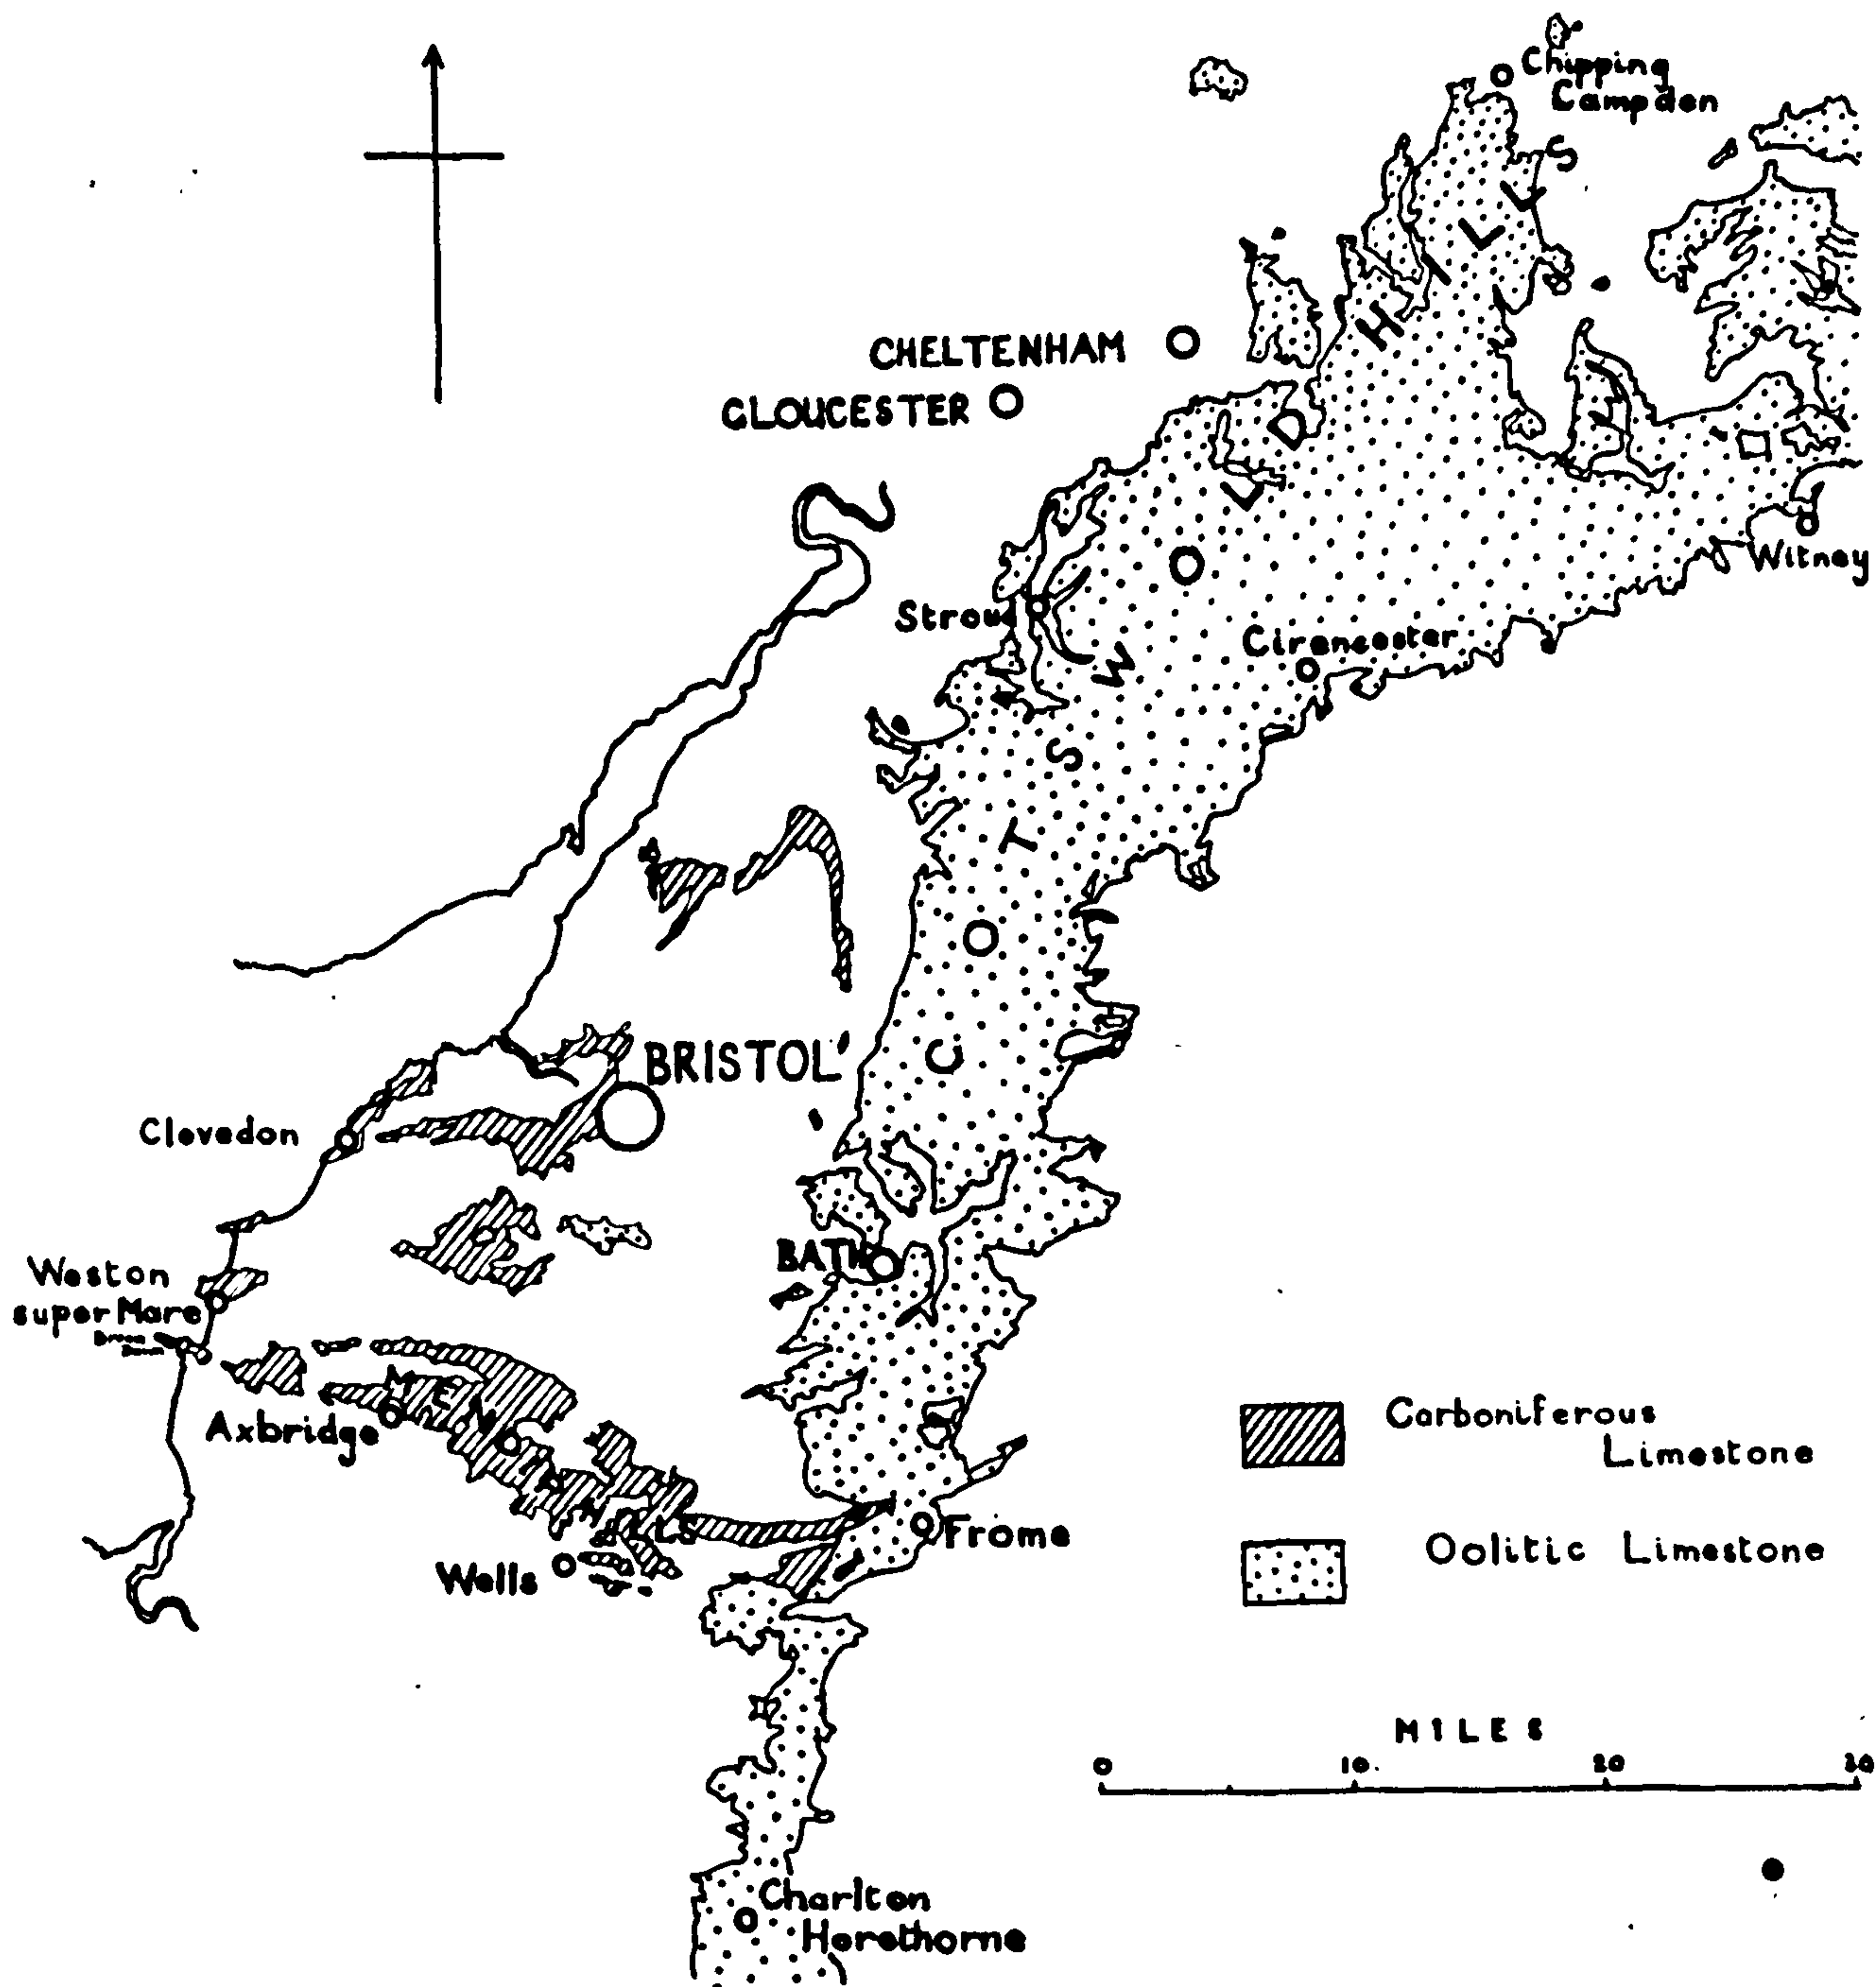 Chipping
Campden
CHELTENHAM
GLOUCESTER
COTSWOLD HILLS
Witney
Stroud
Cirencester
BRISTOL
Clevedon
BATH
Weston
super Mare
MENDIP HILLS
Axbridge
Carboniferous
Limestone
Frome
Oolitic Limestone
Wells
MILES
0 10 20 30
Charlton
Horethorne